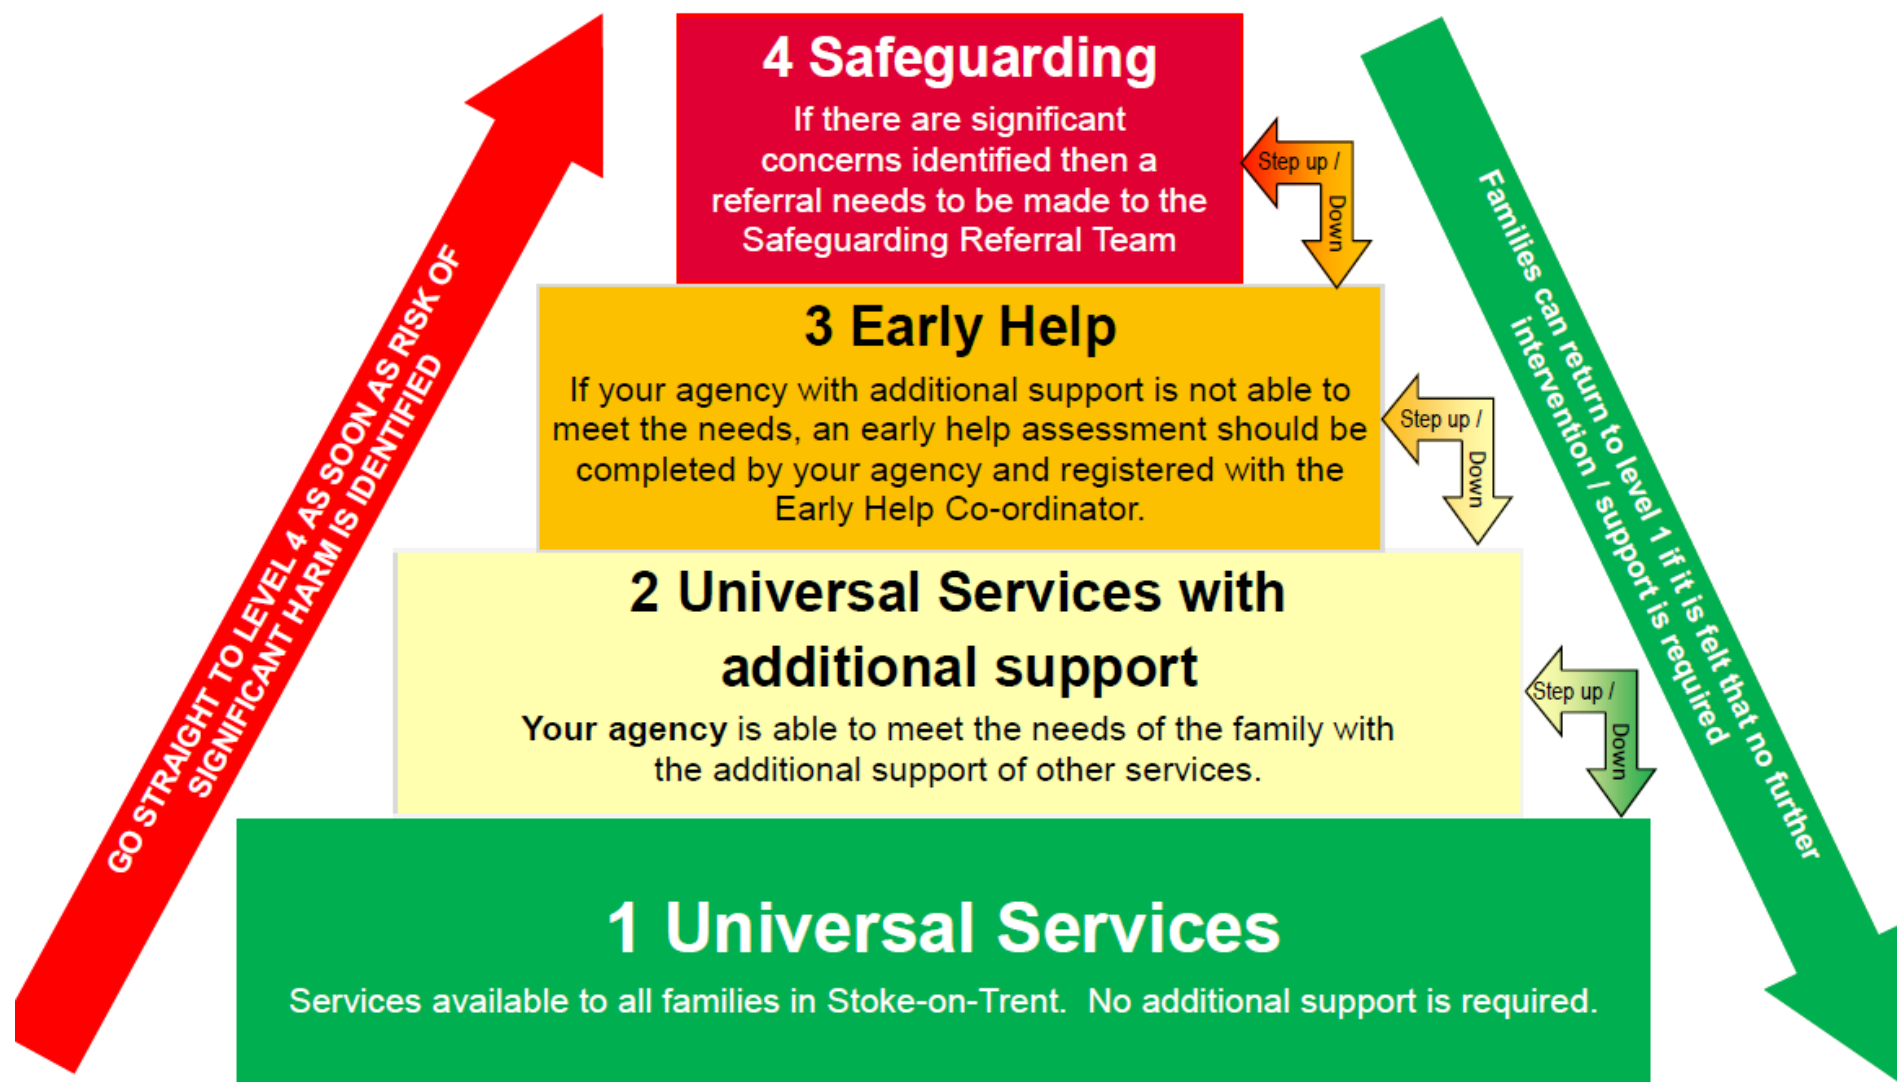 4 Safeguarding
If there are significant
concerns identified then a
referral needs to be made to the
Safeguarding Referral Team
Step up /
Down
3 Early Help
If your agency with additional support is not able to
meet the needs, an early help assessment should be
completed by your agency and registered with the
Early Help Co-ordinator.
Step up /
Down
2 Universal Services with
additional support
Your agency is able to meet the needs of the family with
the additional support of other services.
Step up /
Down
1 Universal Services
Services available to all families in Stoke-on-Trent.  No additional support is required.
GO STRAIGHT TO LEVEL 4 AS SOON AS RISK OF
SIGNIFICANT HARM IS IDENTIFIED
Families can return to level 1 if it is felt that no further
intervention / support is required